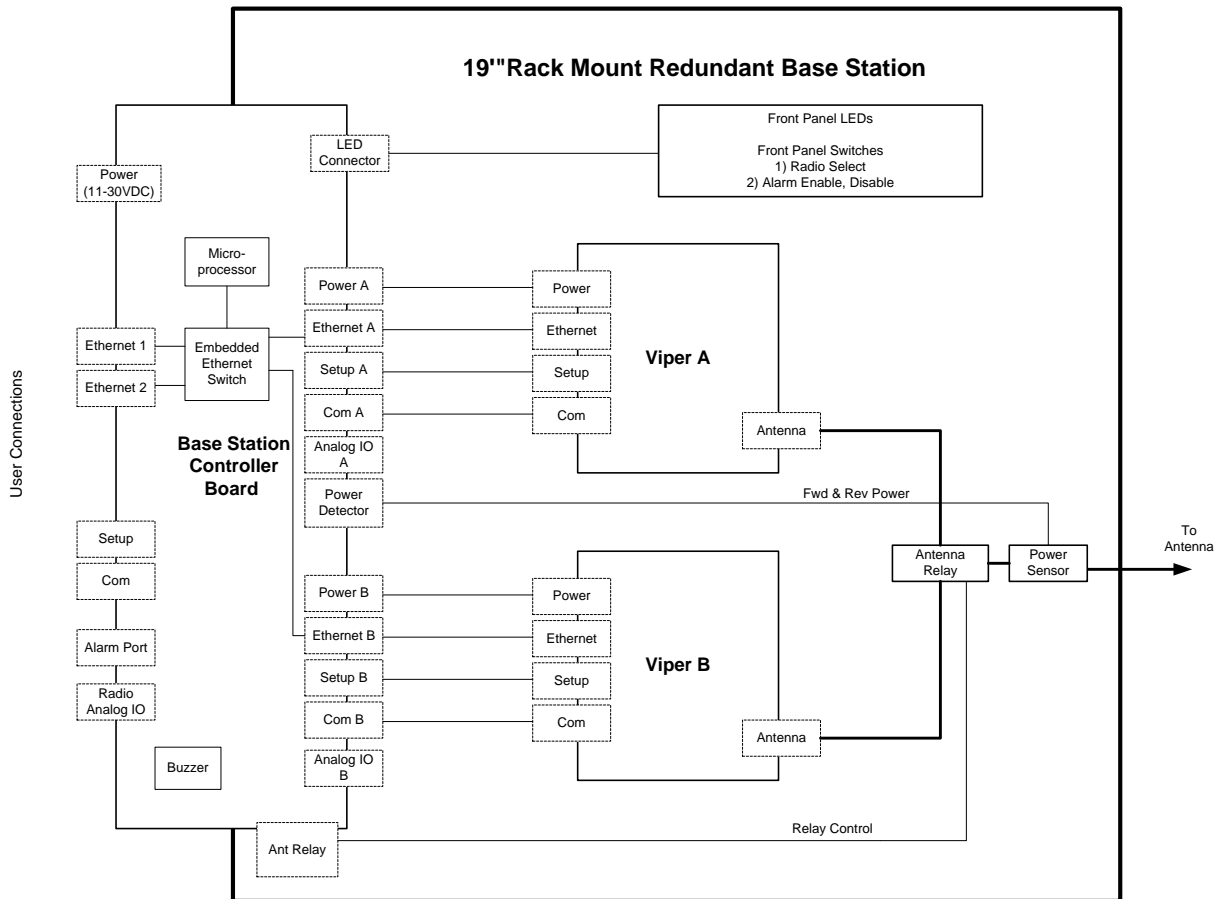 19'"Rack Mount Redundant Base Station
Front Panel LEDs
Front Panel Switches
1) Radio Select
2) Alarm Enable, Disable
LED
Connector
Power
(11-30VDC)
Micro-
processor
Power A
Power
Ethernet 1
Embedded
Ethernet
Switch
Ethernet A
Ethernet
Viper A
Ethernet 2
Setup A
Setup
User Connections
Com A
Com
Antenna
Base Station
Controller
Board
Analog IO
A
Power
Detector
Fwd & Rev Power
Setup
Com
Antenna
Relay
Power
Sensor
To
Antenna
Power B
Power
Alarm Port
Ethernet B
Ethernet
Viper B
Radio
Analog IO
Setup B
Setup
Com B
Com
Antenna
Buzzer
Analog IO
B
Ant Relay
Relay Control